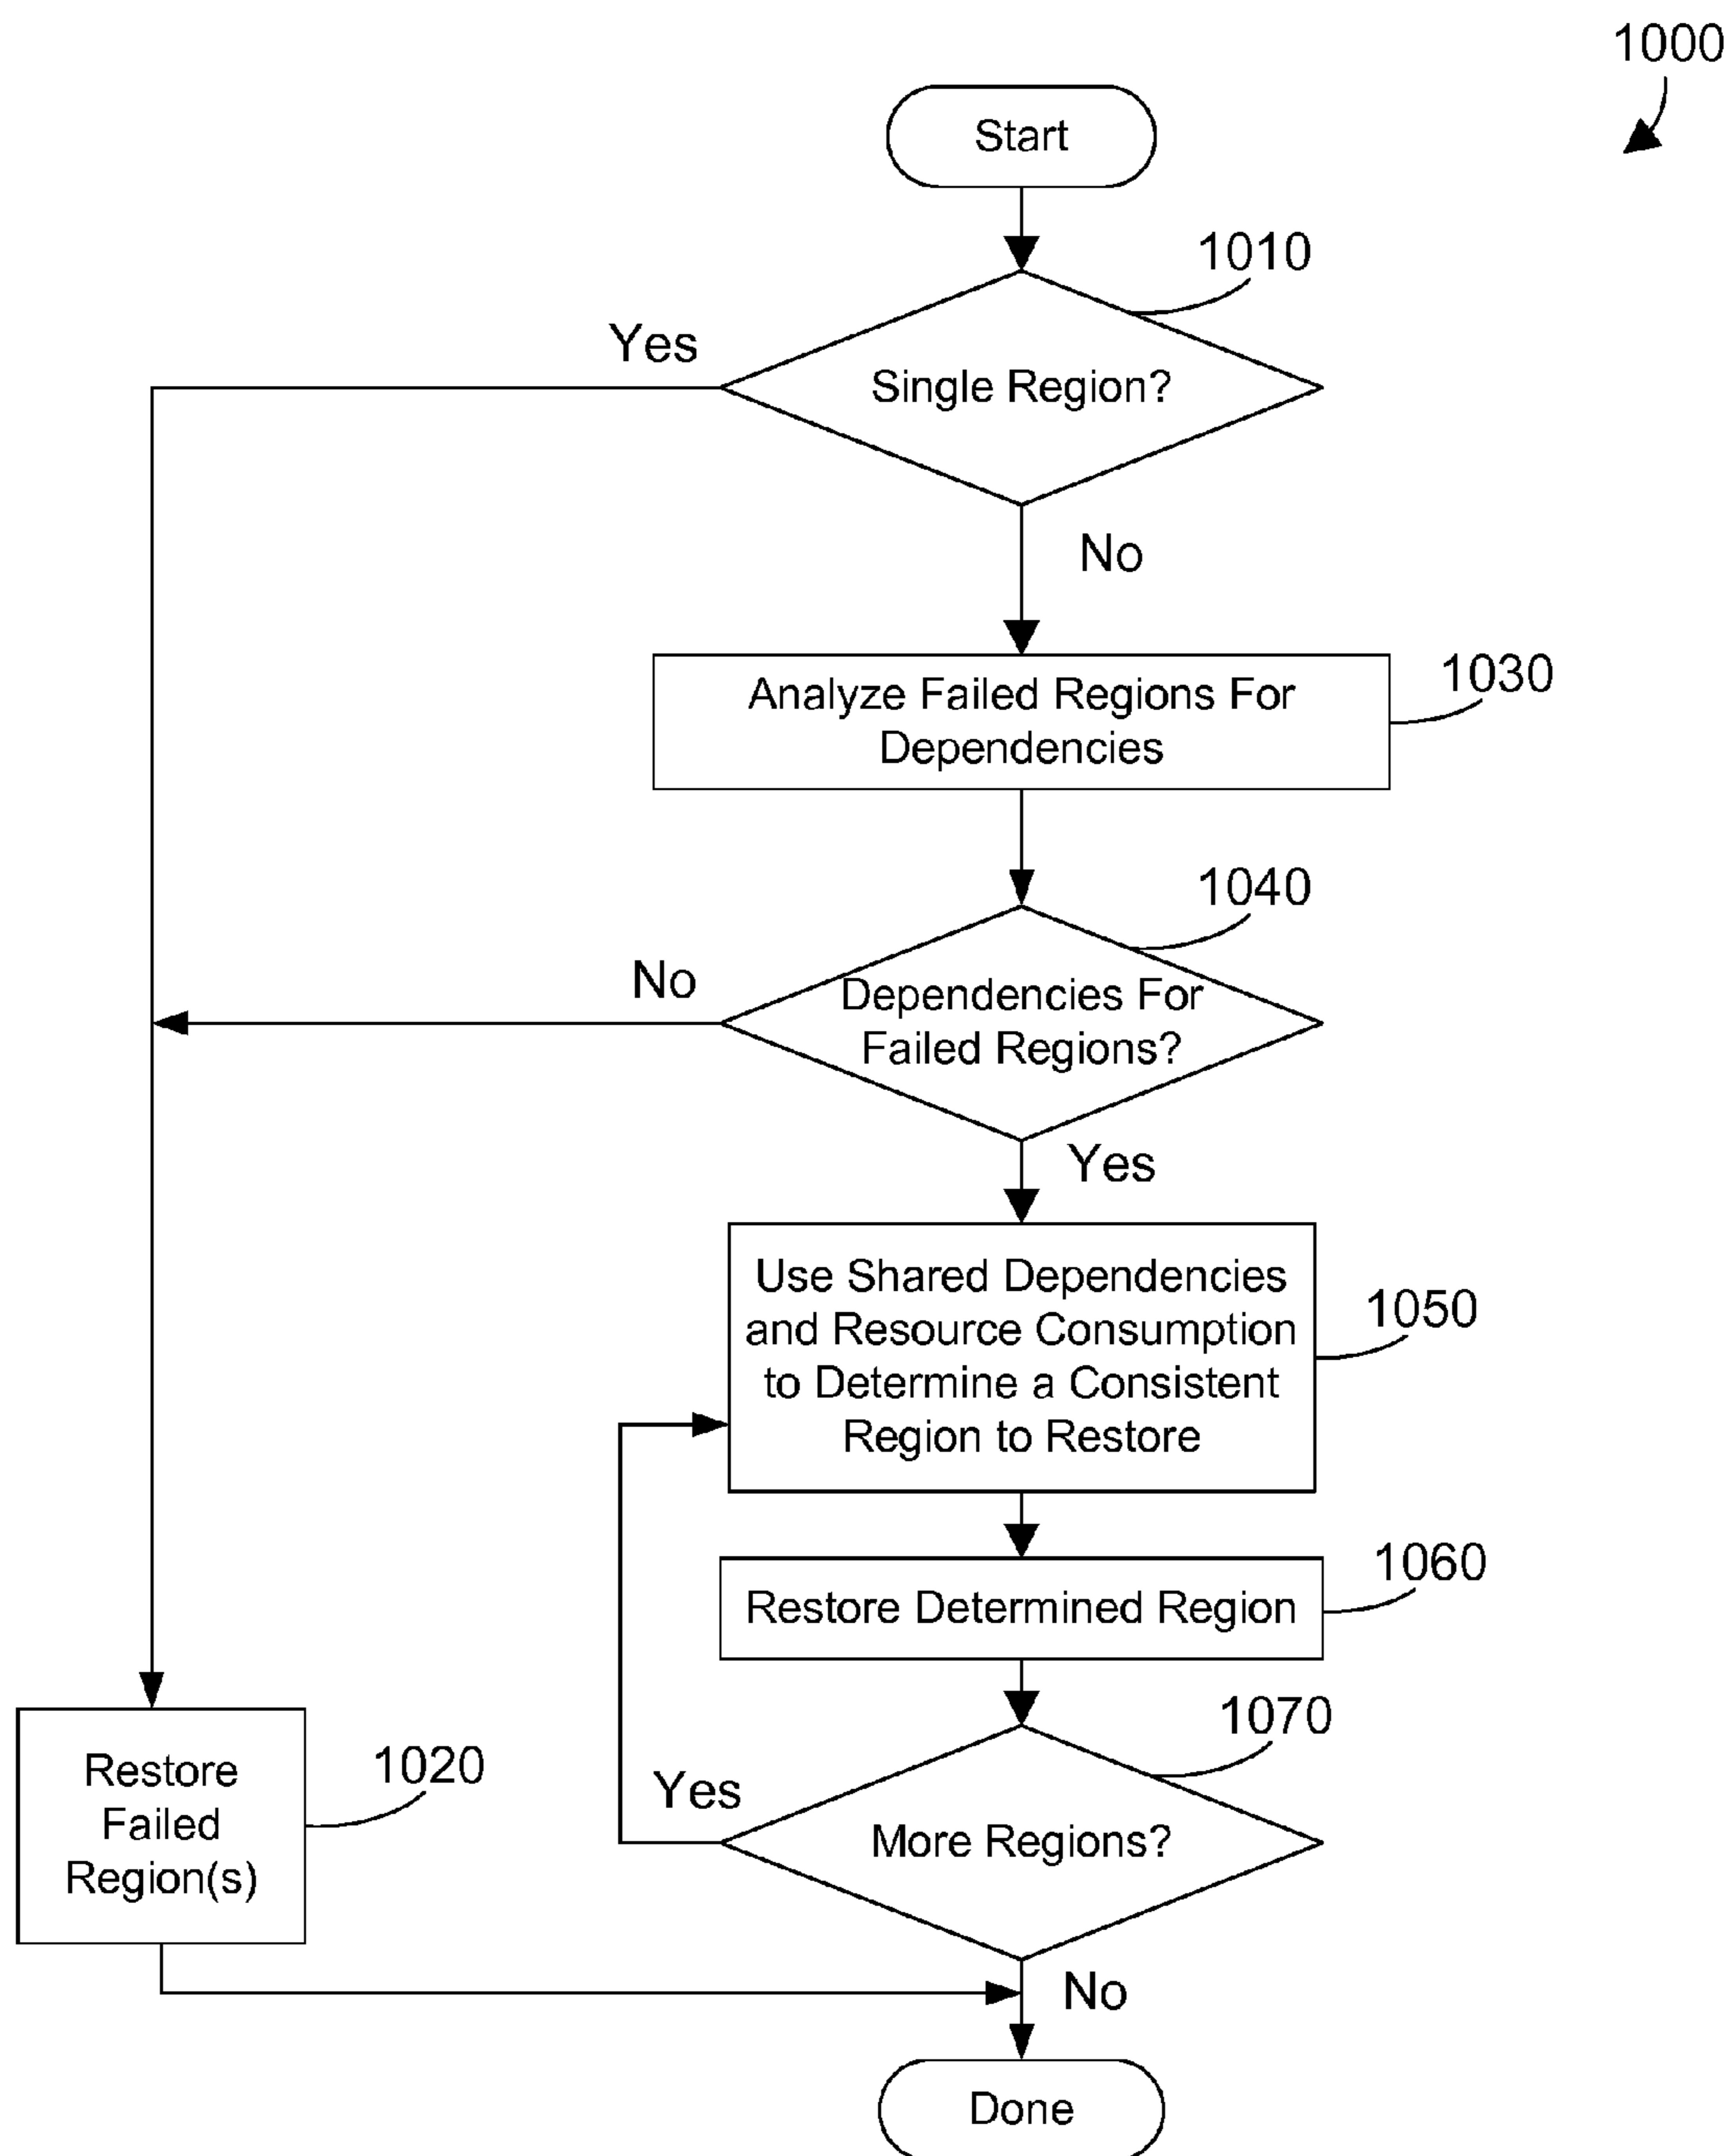 1000
Start
1010
Yes
Single Region?
No
Analyze Failed Regions For
Dependencies
1030
1040
No
Dependencies For
Failed Regions?
Yes
Use Shared Dependencies
and Resource Consumption
to Determine a Consistent
Region to Restore
1050
1060
Restore Determined Region
1070
Restore
Failed
Region(s)
1020
Yes
More Regions?
No
Done